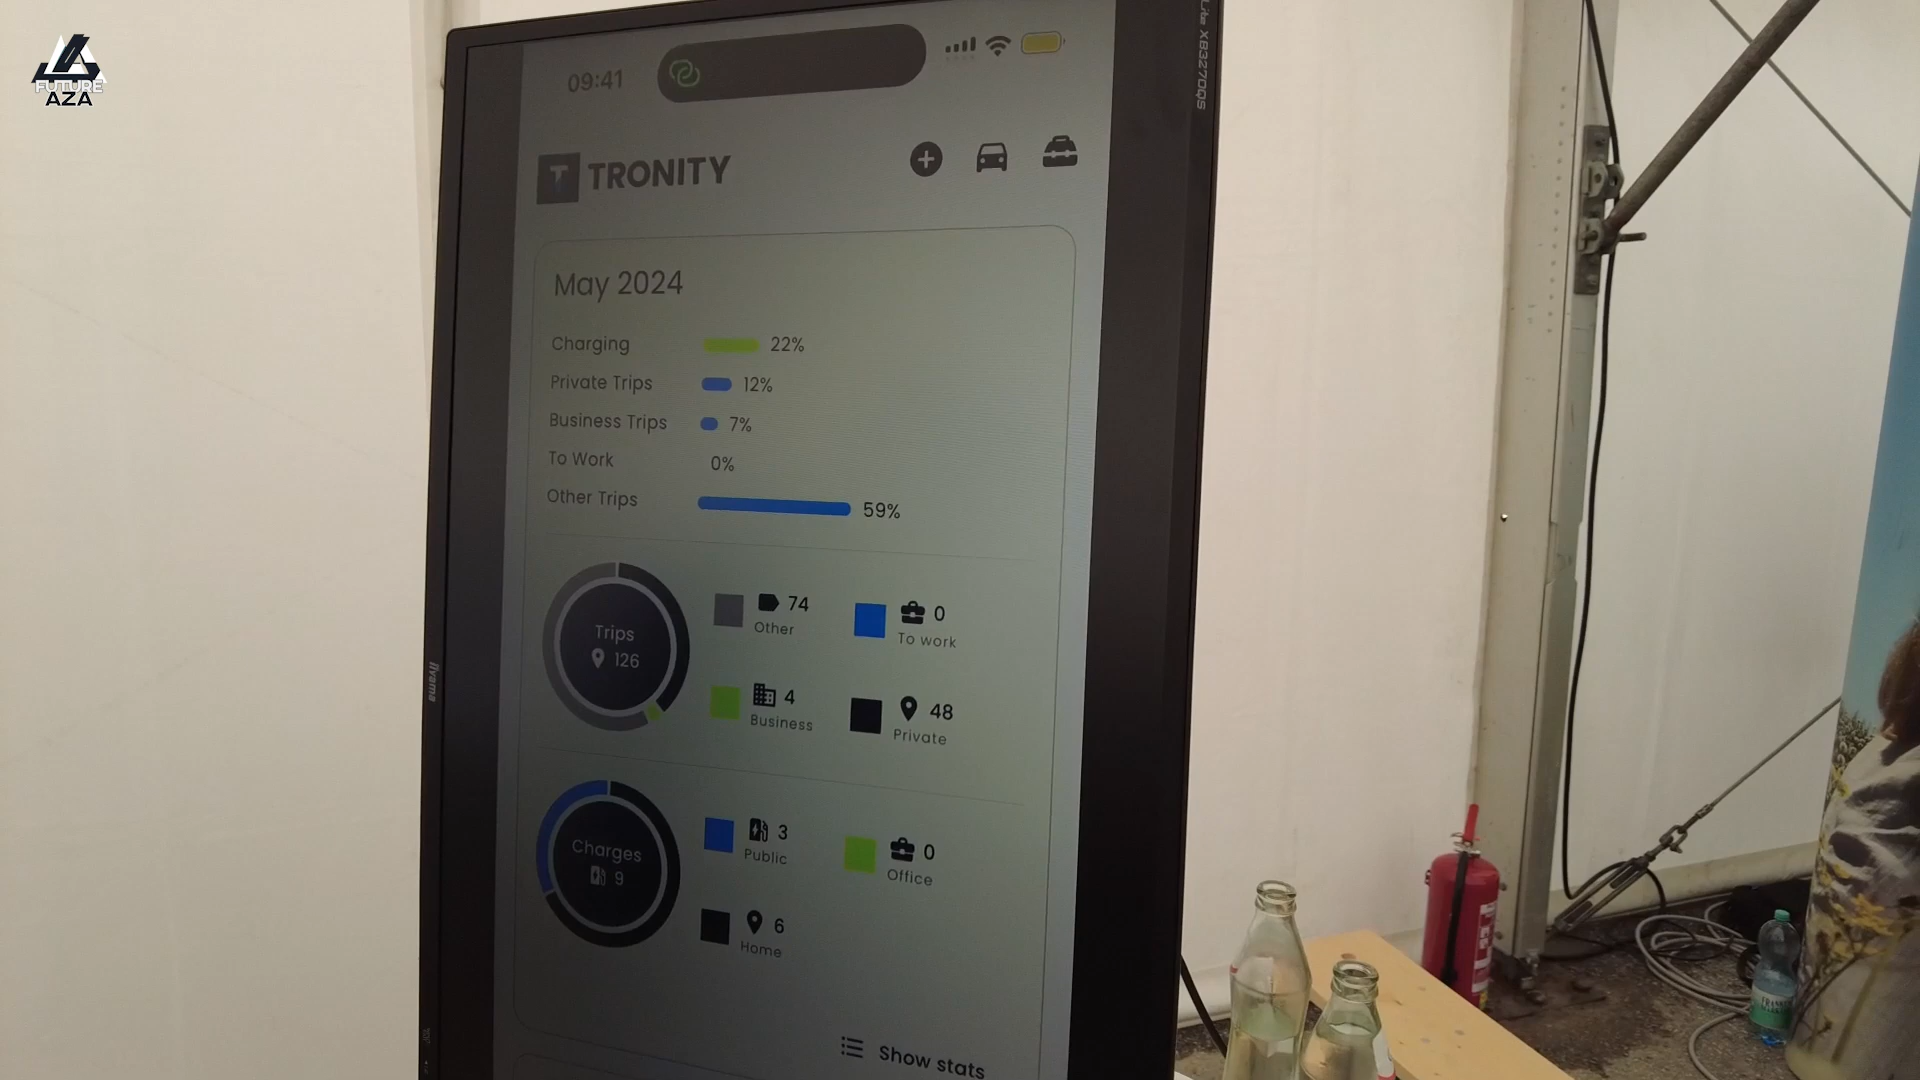 FUTURE
AZA
09:41
T TRONITY
May 2024
Charging 22%
Private Trips 12%
Business Trips 7%
To Work 0%
Other Trips 59%
Trips
126
74
Other
0
To work
4
Business
48
Private
Charges
9
3
Public
0
Office
6
Home
Show stats
iiyama
Lite XB3270QS